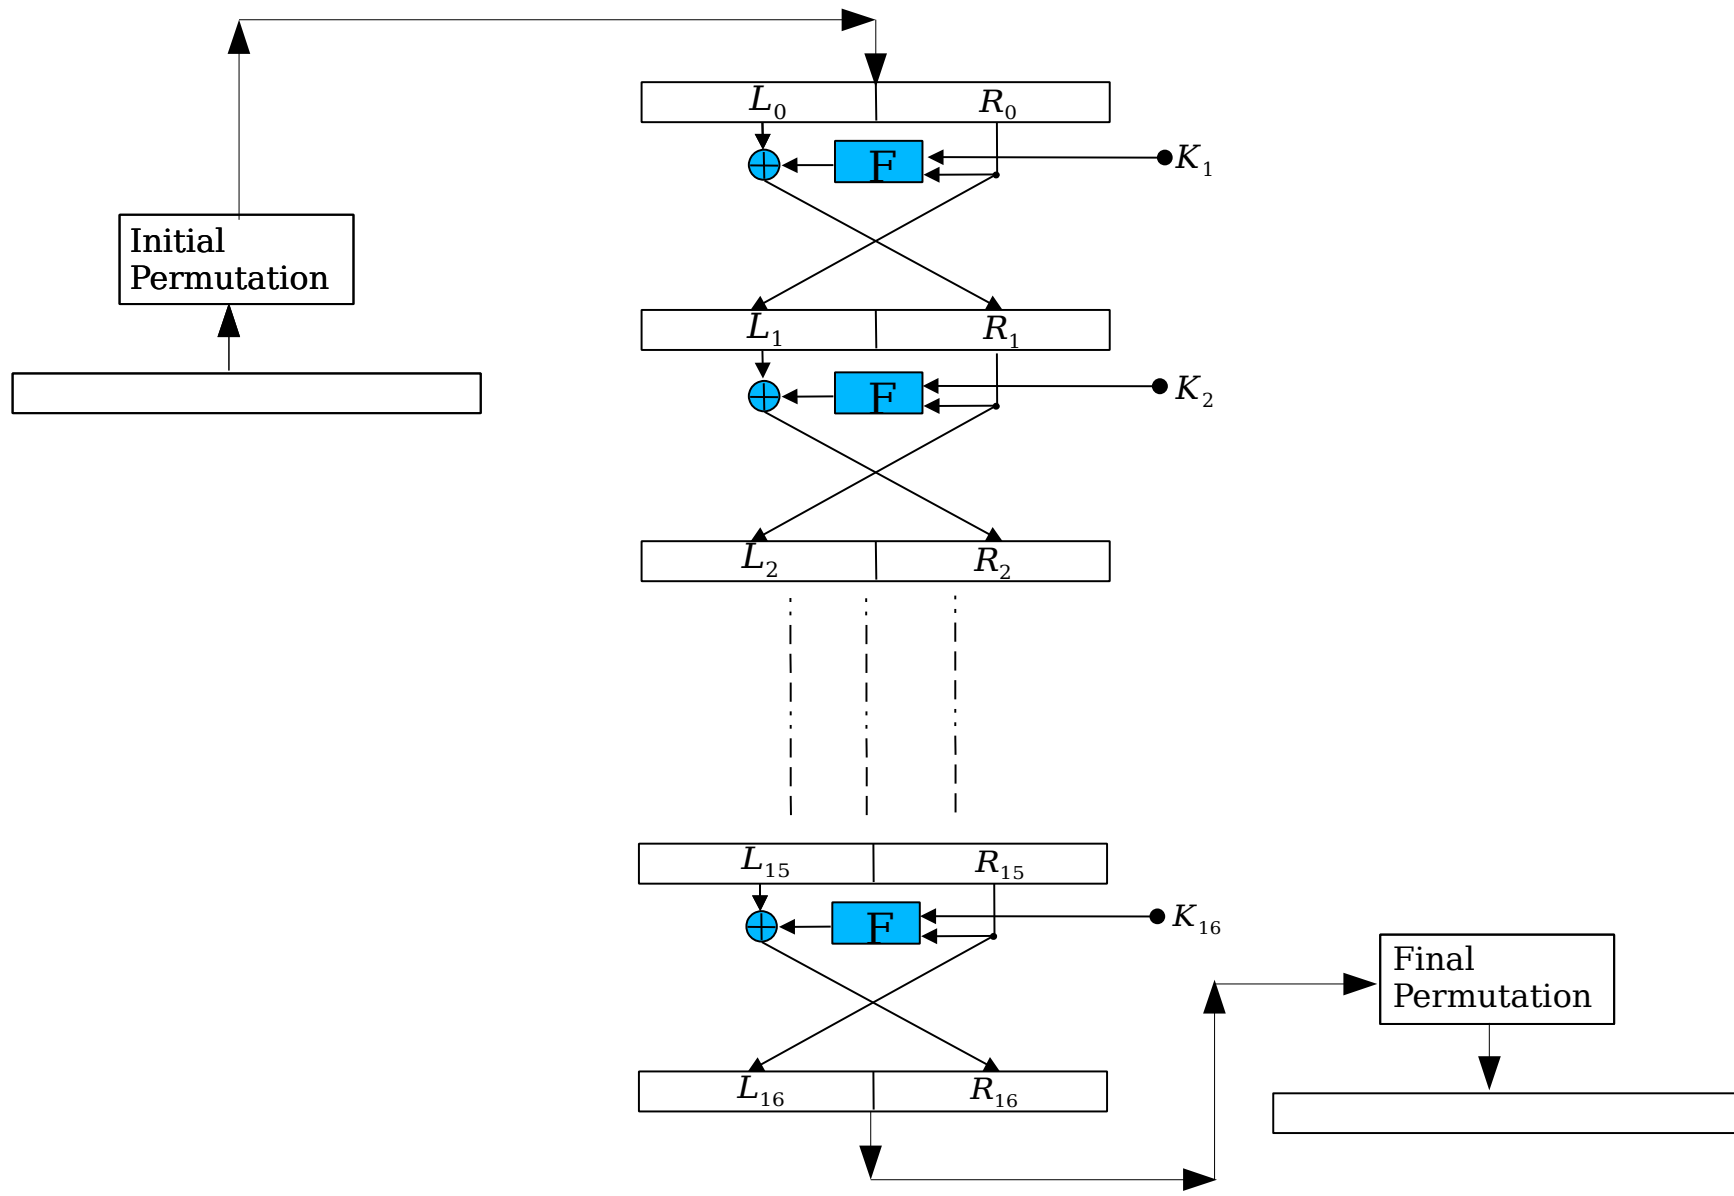 L0 R0
F K1
Initial
Permutation
L1 R1
F K2
L2 R2
L15 R15
F K16
Final
Permutation
L16 R16